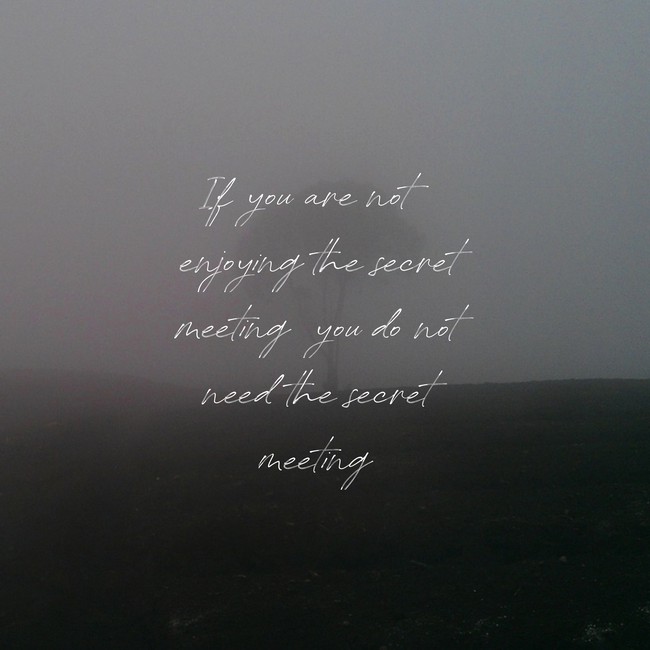 If you are not
enjoying the secret
meeting you do not
need the secret
meeting